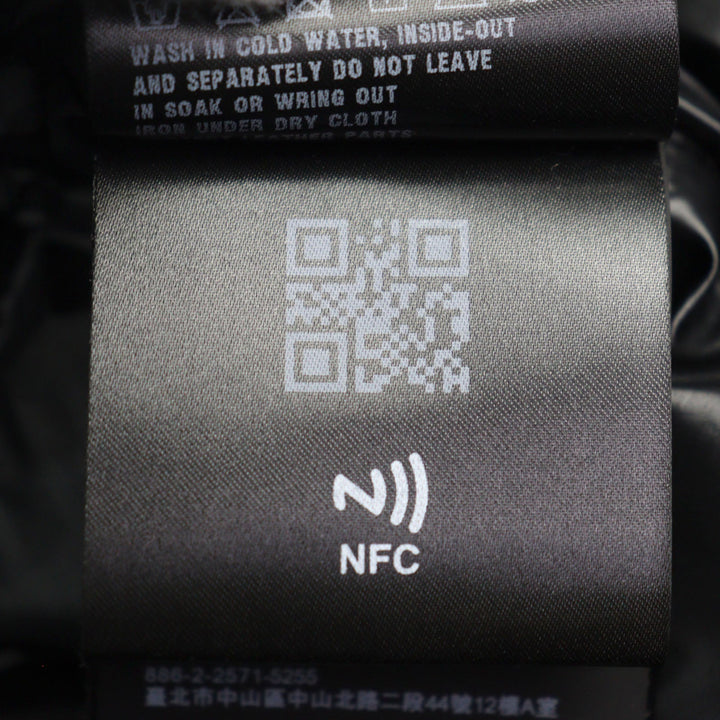 WASH IN COLD WATER, INSIDE-OUT
AND SEPARATELY DO NOT LEAVE
IN SOAK OR WRING OUT
IRON UNDER DRY CLOTH
LEATHER PARTS
NFC
886-2-2571-5255
臺北市中山區中山北路二段44號12樓A室